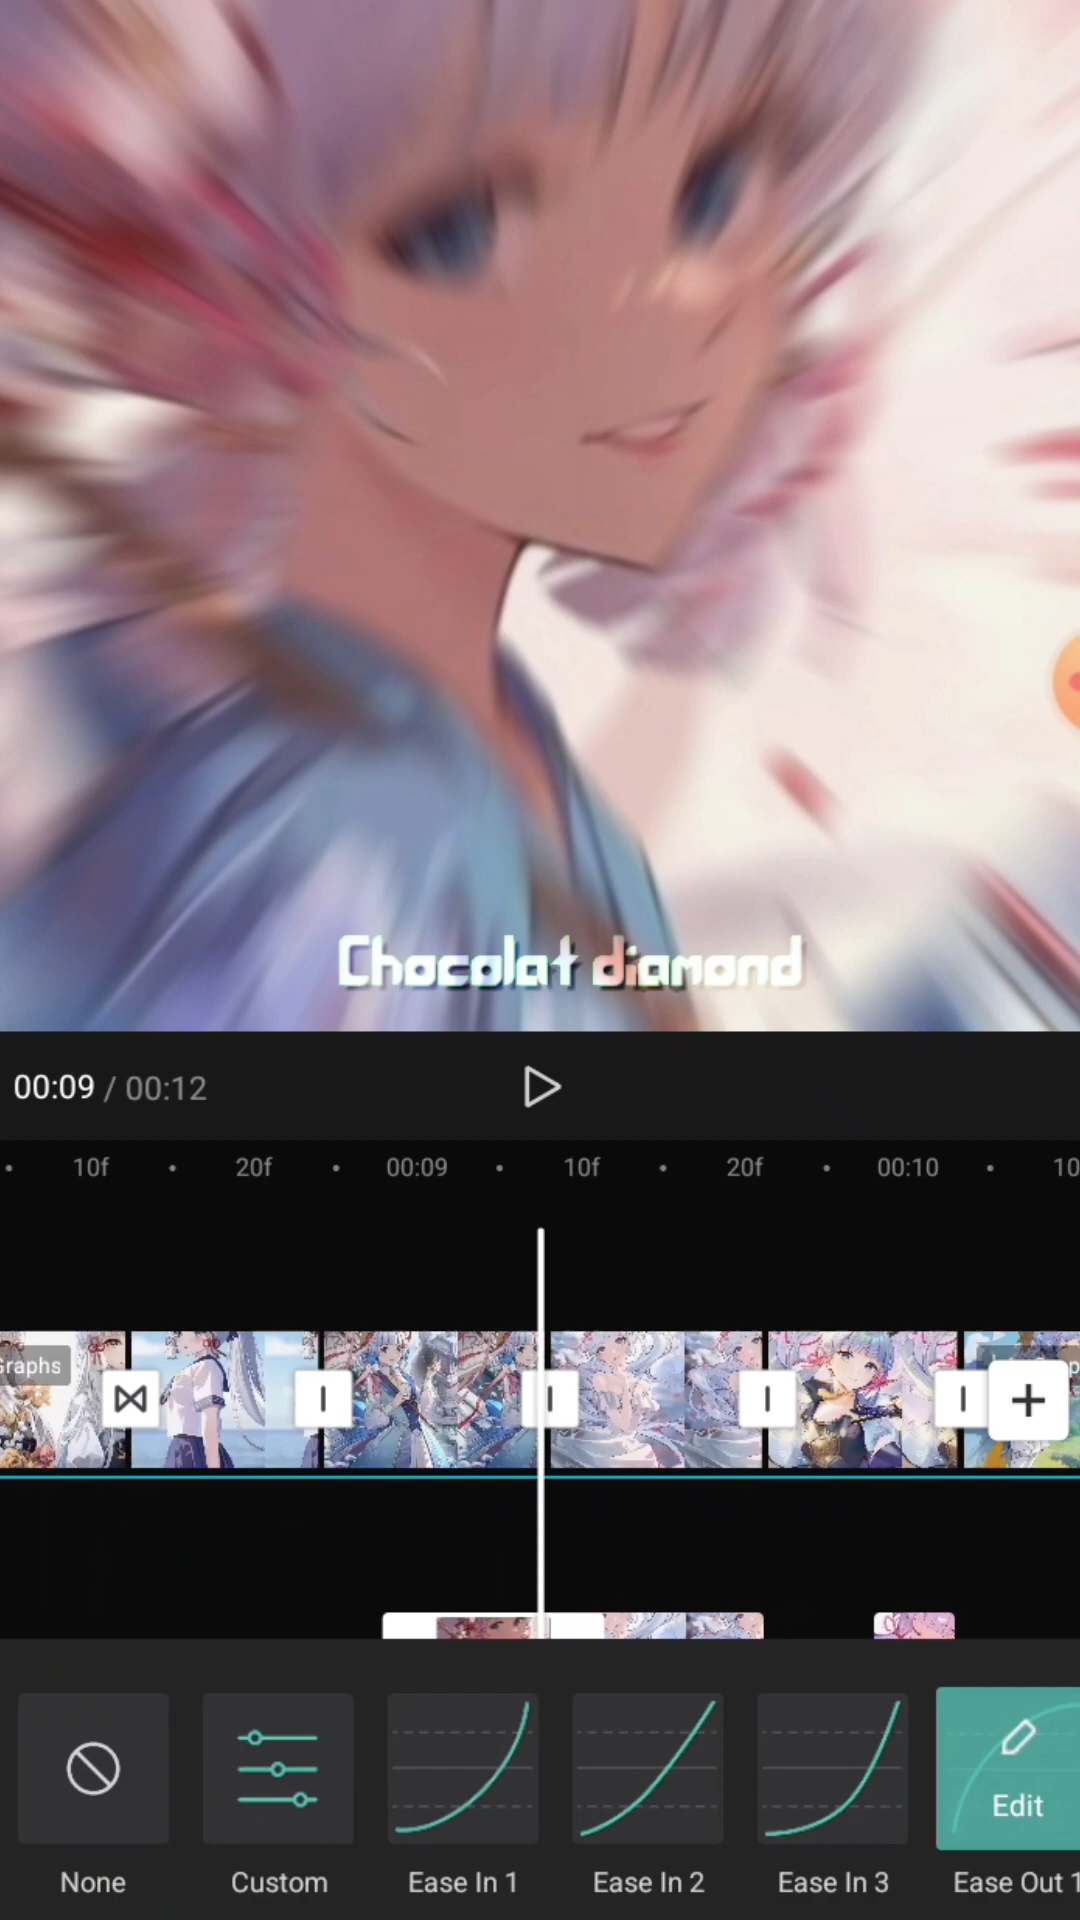 Chocolat diamond
00:09 / 00:12
10f 20f 00:09 10f 20f 00:10 10
Graphs
Edit
None Custom Ease In 1 Ease In 2 Ease In 3 Ease Out 1